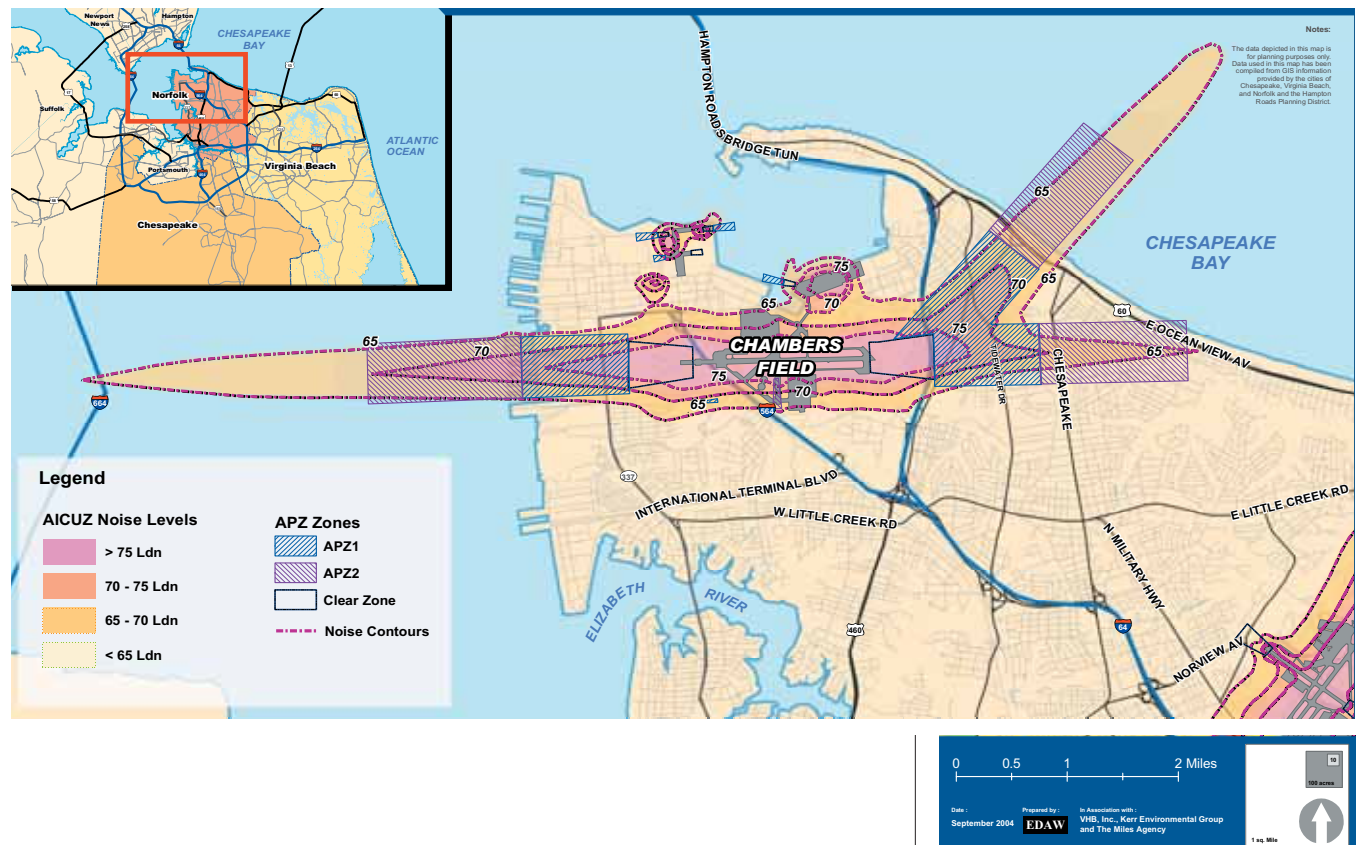 Newport
News
Hampton
CHESAPEAKE
BAY
Norfolk
Suffolk
ATLANTIC
OCEAN
Portsmouth
Virginia Beach
Chesapeake
Notes:
The data depicted in this map is
for planning purposes only.
Data used in this map has been
compiled from GIS information
provided by the cities of
Chesapeake, Virginia Beach,
and Norfolk and the Hampton
Roads Planning District.
HAMPTON ROADS BRIDGE TUN
65
CHESAPEAKE
BAY
75
70
65
70
65
60
E OCEAN VIEW AV
65
70
75
CHAMBERS
FIELD
TIDEWATER DR
CHESAPEAKE
65
75
70
65
664
564
337
INTERNATIONAL TERMINAL BLVD
W LITTLE CREEK RD
E LITTLE CREEK RD
N MILITARY HWY
ELIZABETH RIVER
460
64
NORVIEW AV
Legend
AICUZ Noise Levels
> 75 Ldn
70 - 75 Ldn
65 - 70 Ldn
< 65 Ldn
APZ Zones
APZ1
APZ2
Clear Zone
Noise Contours
0 0.5 1 2 Miles
Date :
September 2004
Prepared by :
EDAW
In Association with :
VHB, Inc., Kerr Environmental Group
and The Miles Agency
10
100 acres
1 sq. Mile